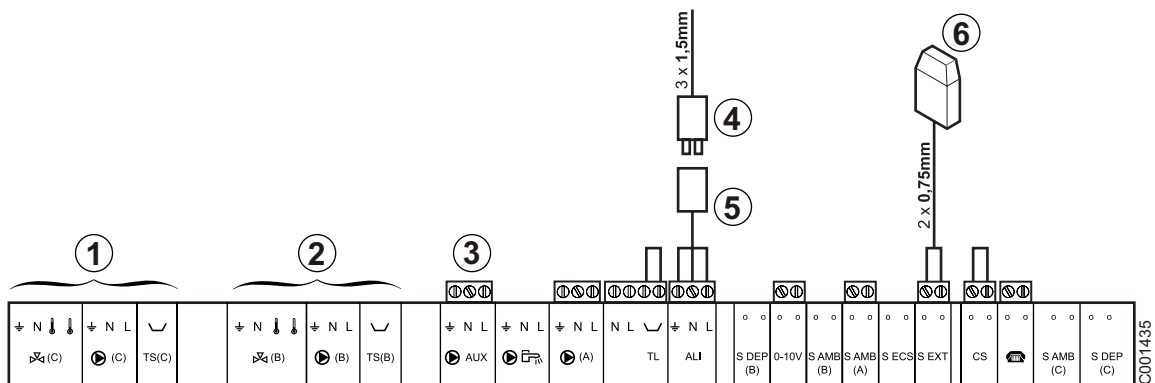 3 x 1,5mm
4
5
6
2 x 0,75mm
1
2
3
N
N L
N
N L
N L
N L
N L
N L
N L
(C)
(C)
TS(C)
(B)
(B)
TS(B)
AUX
(A)
TL
ALI
S DEP
(B)
0-10V
S AMB
(B)
S AMB
(A)
S ECS
S EXT
CS
S AMB
(C)
S DEP
(C)
C001435